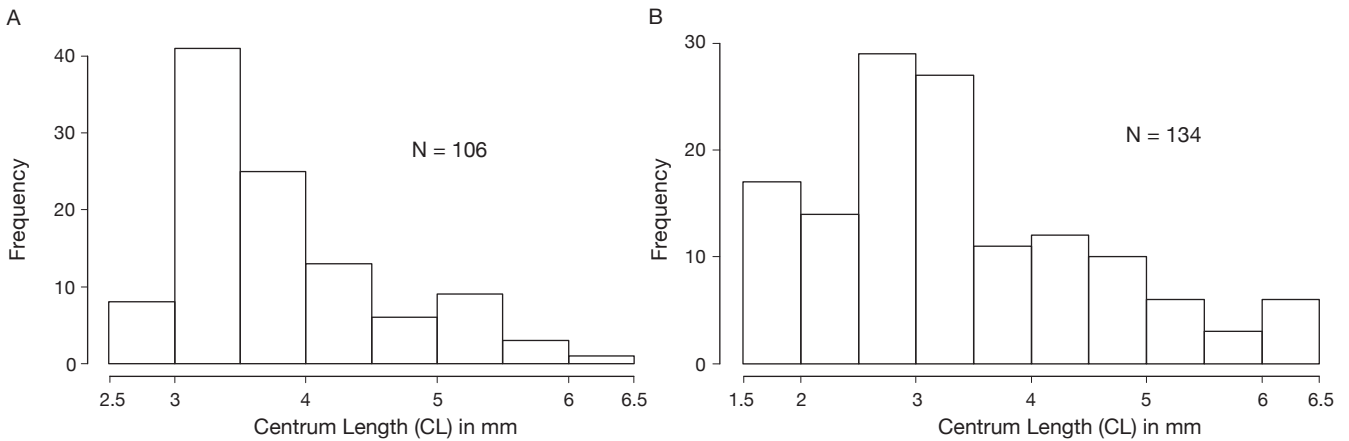 A
40
30
20
10
0
Frequency
N = 106
2.5 3 4 5 6 6.5
Centrum Length (CL) in mm
B
30
20
10
0
Frequency
N = 134
1.5 2 3 4 5 6 6.5
Centrum Length (CL) in mm